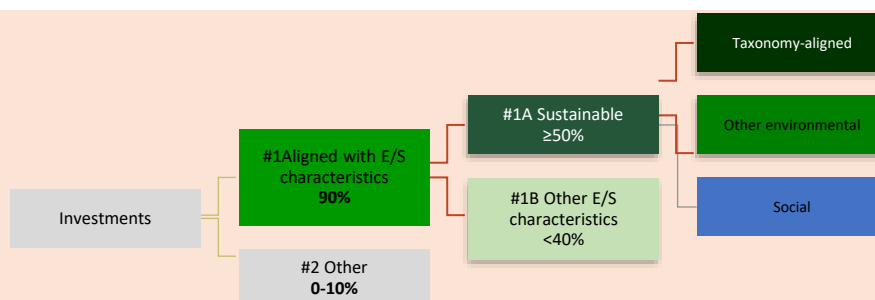 Investments
#1Aligned with E/S
characteristics
90%
#2 Other
0-10%
#1A Sustainable
≥50%
#1B Other E/S
characteristics
<40%
Taxonomy-aligned
Other environmental
Social